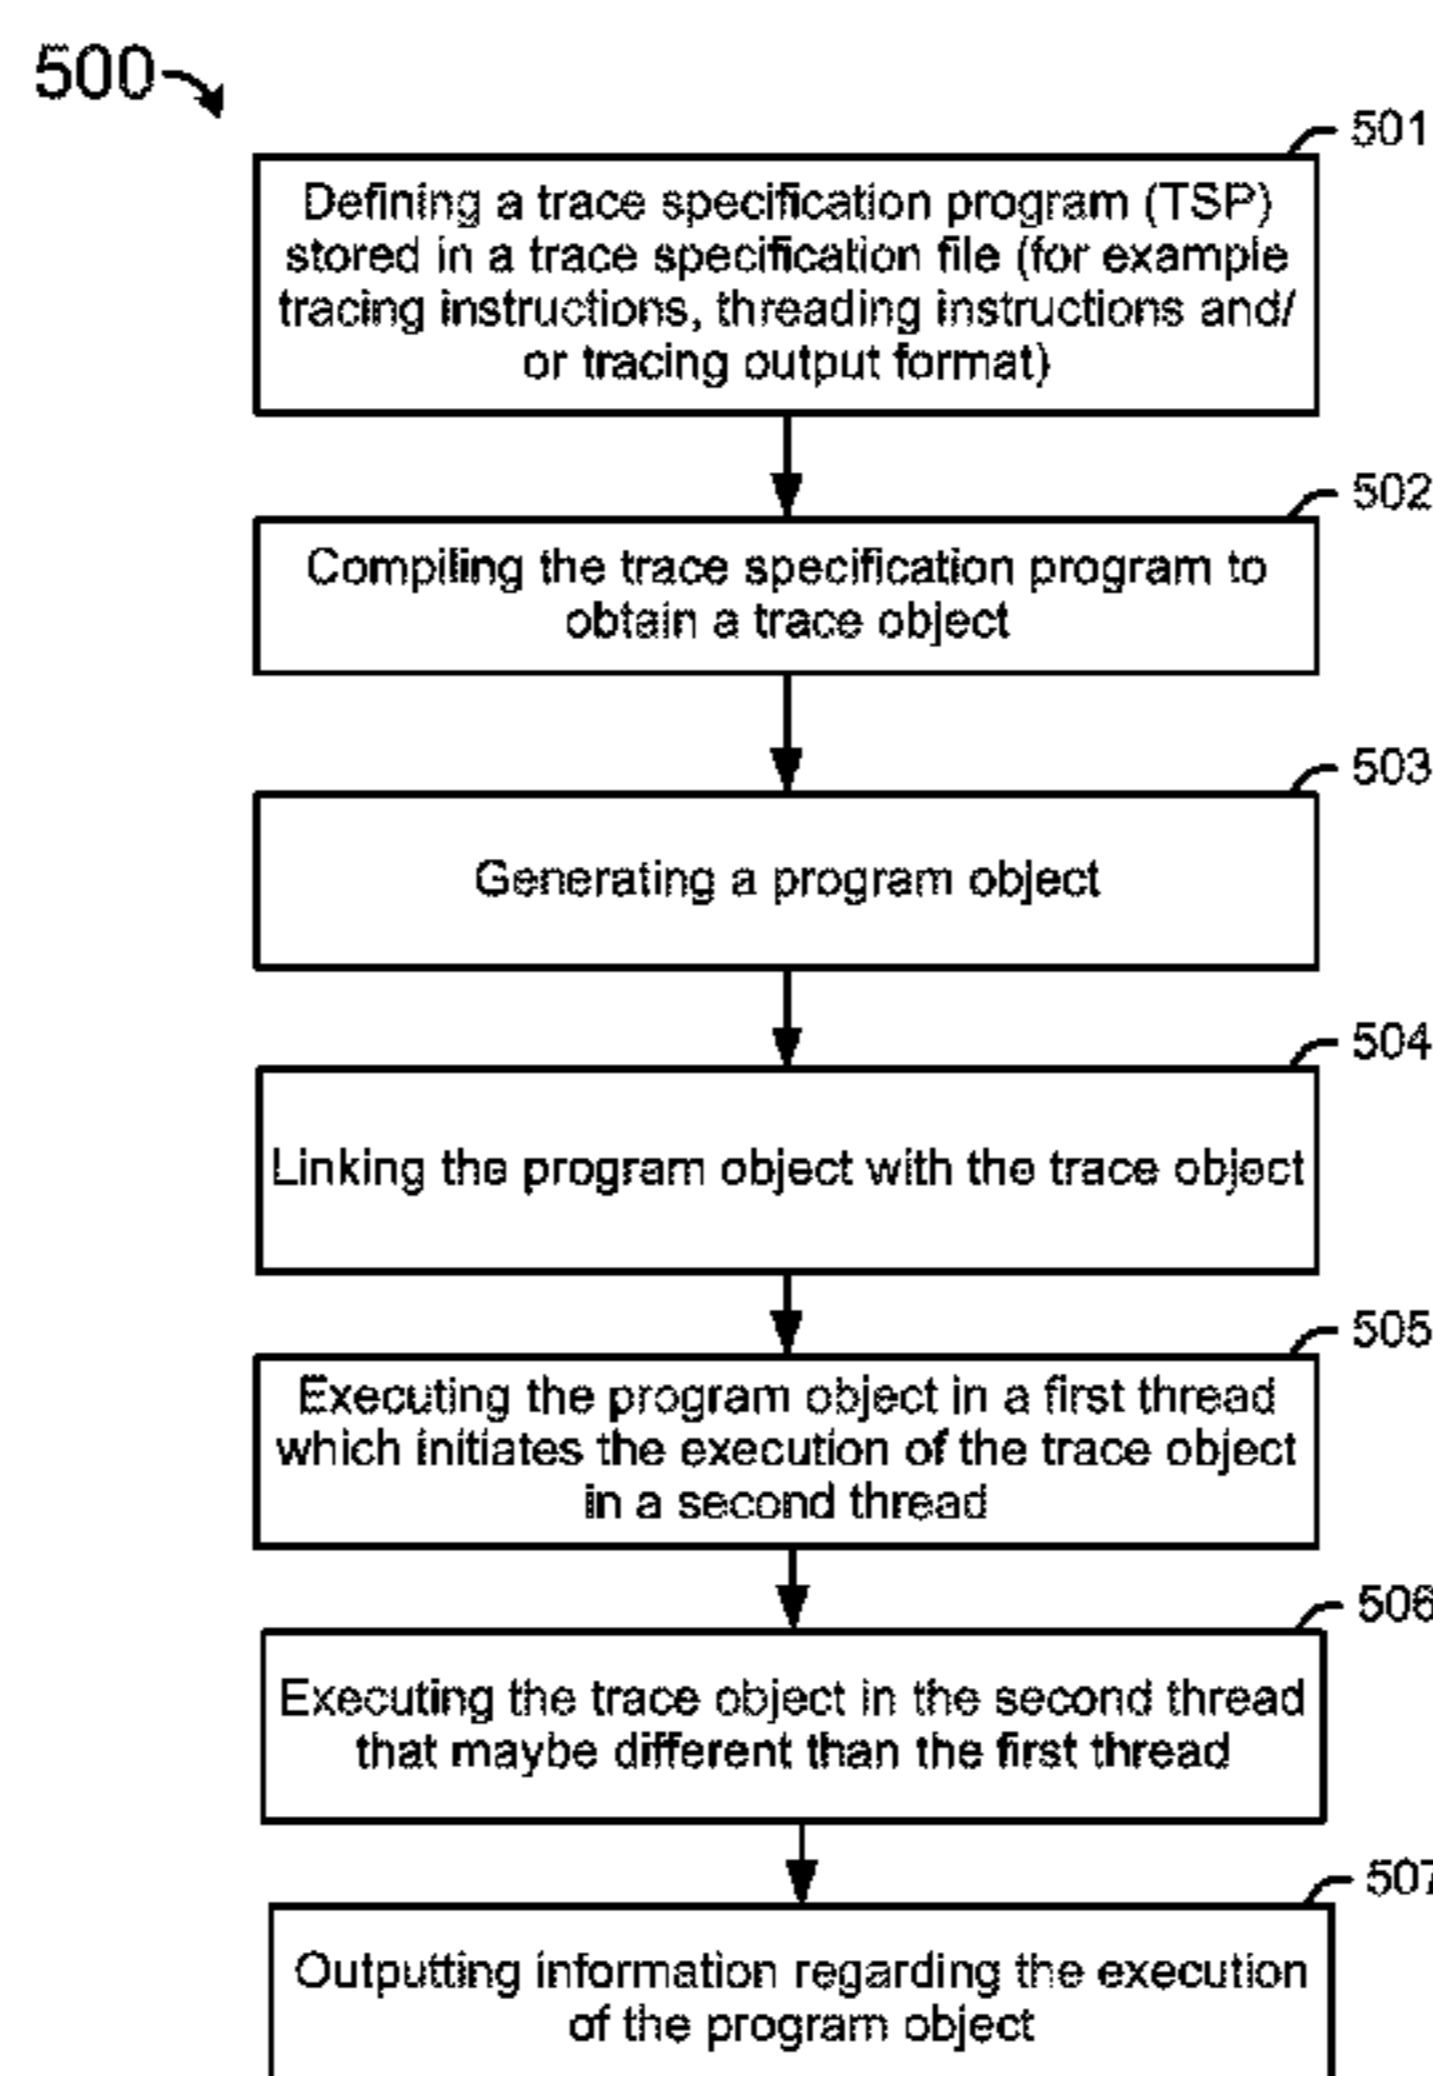 500
501
Defining a trace specification program (TSP)
stored in a trace specification file (for example
tracing instructions, threading instructions and/
or tracing output format)
502
Compiling the trace specification program to
obtain a trace object
503
Generating a program object
504
Linking the program object with the trace object
505
Executing the program object in a first thread
which initiates the execution of the trace object
in a second thread
506
Executing the trace object in the second thread
that maybe different than the first thread
507
Outputting information regarding the execution
of the program object